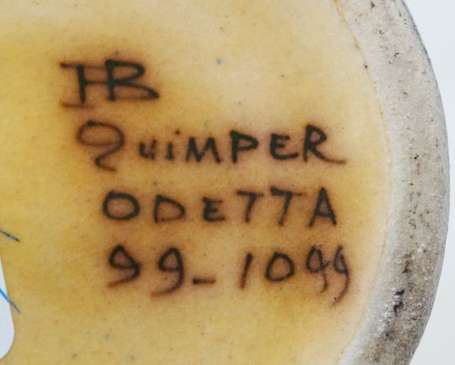 HB
QUIMPER
ODETTA
99-1099